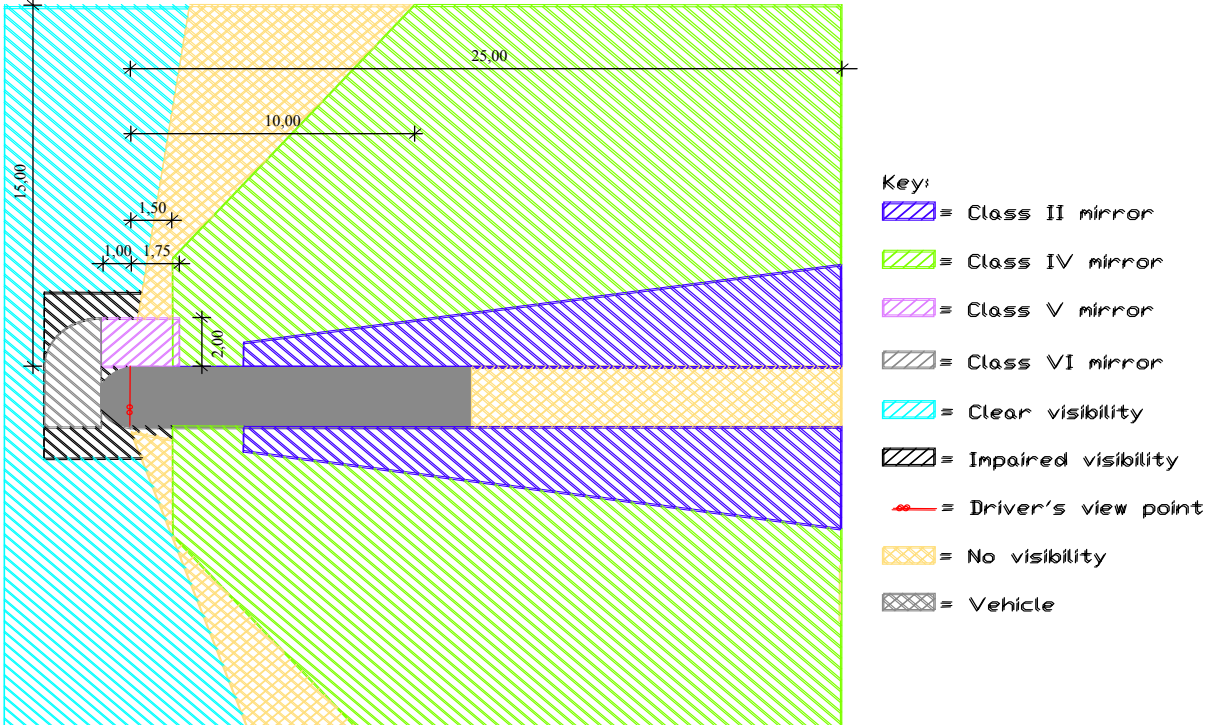 25,00
10,00
15,00
1,50
1,00
1,75
2,00
Key:
= Class II mirror
= Class IV mirror
= Class V mirror
= Class VI mirror
= Clear visibility
= Impaired visibility
= Driver's view point
= No visibility
= Vehicle